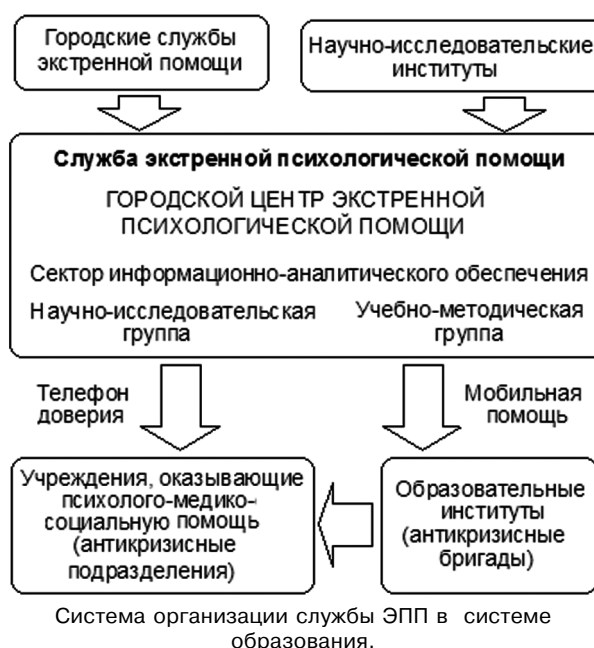 Городские службы
экстренной помощи
Научно-исследовательские
институты
Служба экстренной психологической помощи
ГОРОДСКОЙ ЦЕНТР ЭКСТРЕННОЙ
ПСИХОЛОГИЧЕСКОЙ ПОМОЩИ
Сектор информационно-аналитического обеспечения
Научно-исследовательская
группа
Учебно-методическая
группа
Телефон
доверия
Мобильная
помощь
Учреждения, оказывающие
психолого-медико-
социальную помощь
(антикризисные
подразделения)
Образовательные
институты
(антикризисные
бригады)
Система организации службы ЭПП в системе
образования.